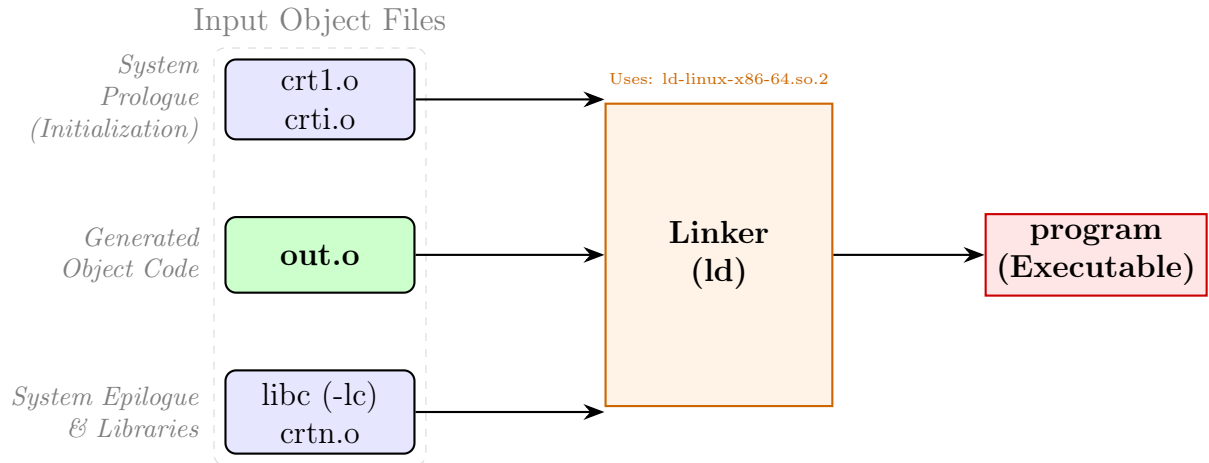 Input Object Files
System
Prologue
(Initialization)
crt1.o
crti.o
Uses: ld-linux-x86-64.so.2
Generated
Object Code
out.o
Linker
(ld)
program
(Executable)
System Epilogue
& Libraries
libc (-lc)
crtn.o